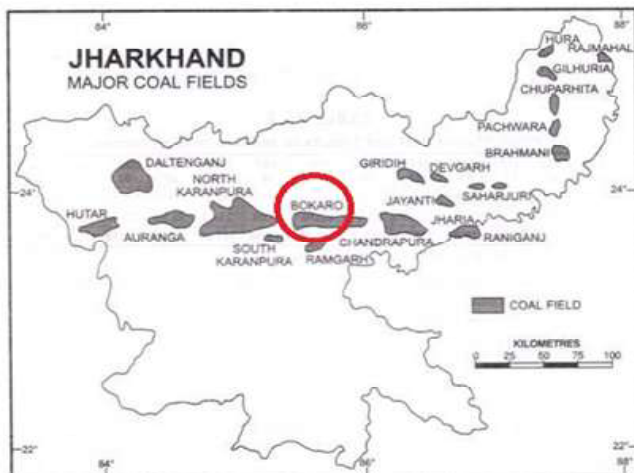 84°
86°
88°
JHARKHAND
MAJOR COAL FIELDS
HURA
RAJMAHAL
GILHURIA
CHUPARHITA
PACHWARA
BRAHMANI
DALTENGANJ
GIRIDIH
DEVGARH
NORTH
KARANPURA
24°
24°
SAHARJURI
BOKARO
JAYANTI
HUTAR
JHARIA
AURANGA
CHANDRAPURA
RANIGANJ
SOUTH
KARANPURA
RAMGARH
COAL FIELD
KILOMETRES
0 25 50 75 100
22°
84°
86°
88°